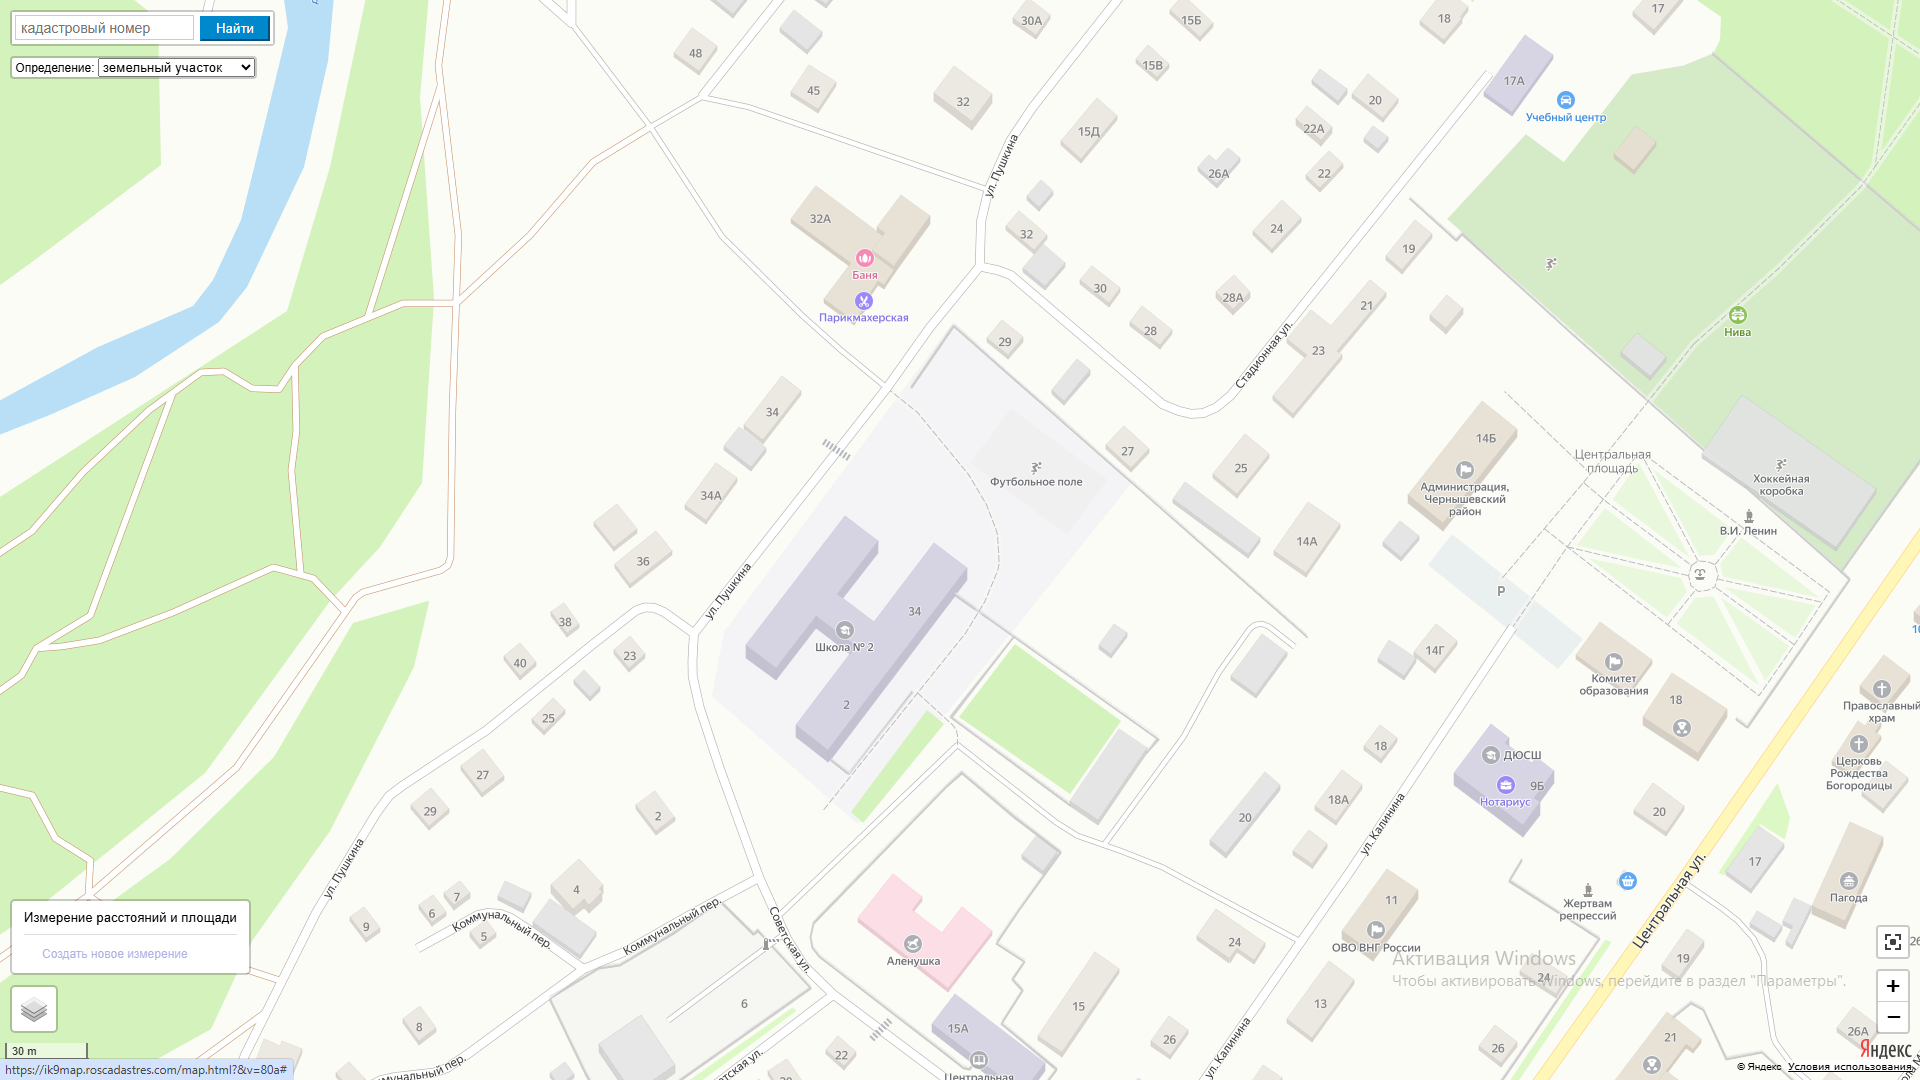 кадастровый номер
Найти
Определение: земельный участок
48
45
32
30А
15Б
15В
15Д
18
17
17А
Учебный центр
20
22А
26А
22
24
ул. Пушкина
32А
Баня
Парикмахерская
32
30
28А
28
29
19
21
23
Стадионная ул.
Нива
34
34А
36
Футбольное поле
27
25
14Б
Администрация,
Чернышевский
район
14А
Центральная
площадь
Хоккейная
коробка
В.И. Ленин
P
ул. Пушкина
38
40
23
25
34
Школа № 2
2
14Г
Комитет
образования
18
Православный
храм
Церковь
Рождества
Богородицы
18
18А
20
ДЮСШ
9Б
Нотариус
20
27
29
2
ул. Пушкина
ул. Калинина
17
Пагода
Жертвам
репрессий
Центральная ул.
4
7
6
5
9
Коммунальный пер.
Коммунальный пер.
Советская ул.
Аленушка
24
11
ОВО ВНГ России
24
19
26
Измерение расстояний и площади
Создать новое измерение
Активация Windows
Чтобы активировать Windows, перейдите в раздел "Параметры".
6
8
15А
15
13
26
22
26
21
26А
ул. Калинина
Центральная
30 m
+
−
Яндекс
© Яндекс Условия использования
https://ik9map.roscadastres.com/map.html?&v=80a#